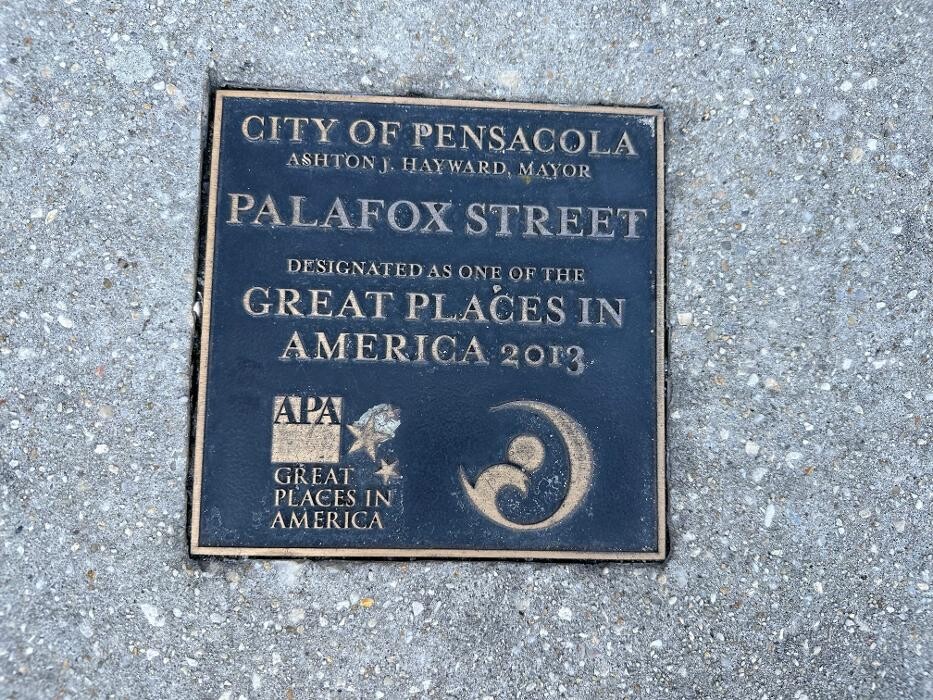 CITY OF PENSACOLA
ASHTON J. HAYWARD, MAYOR
PALAFOX STREET
DESIGNATED AS ONE OF THE
GREAT PLACES IN
AMERICA 2013
APA
GREAT
PLACES IN
AMERICA